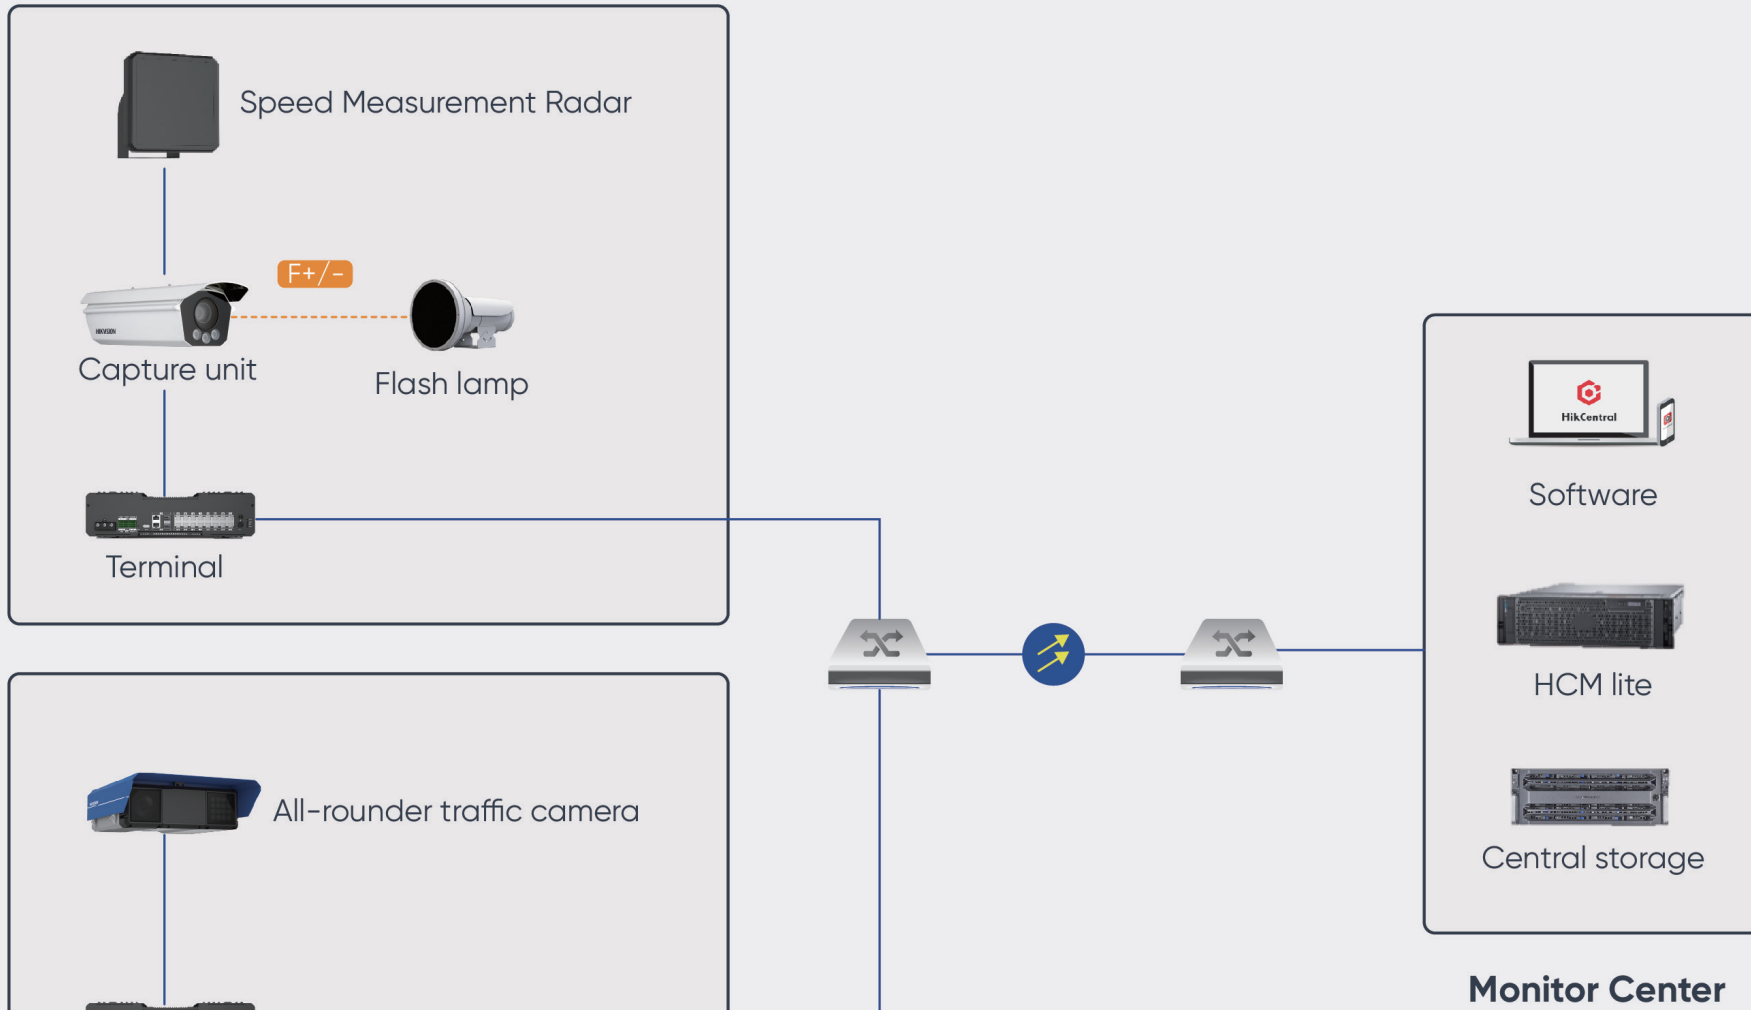 Speed Measurement Radar
F+/-
HIKVISION
Capture unit
Flash lamp
Terminal
HikCentral
Software
HCM lite
All-rounder traffic camera
Central storage
Monitor Center